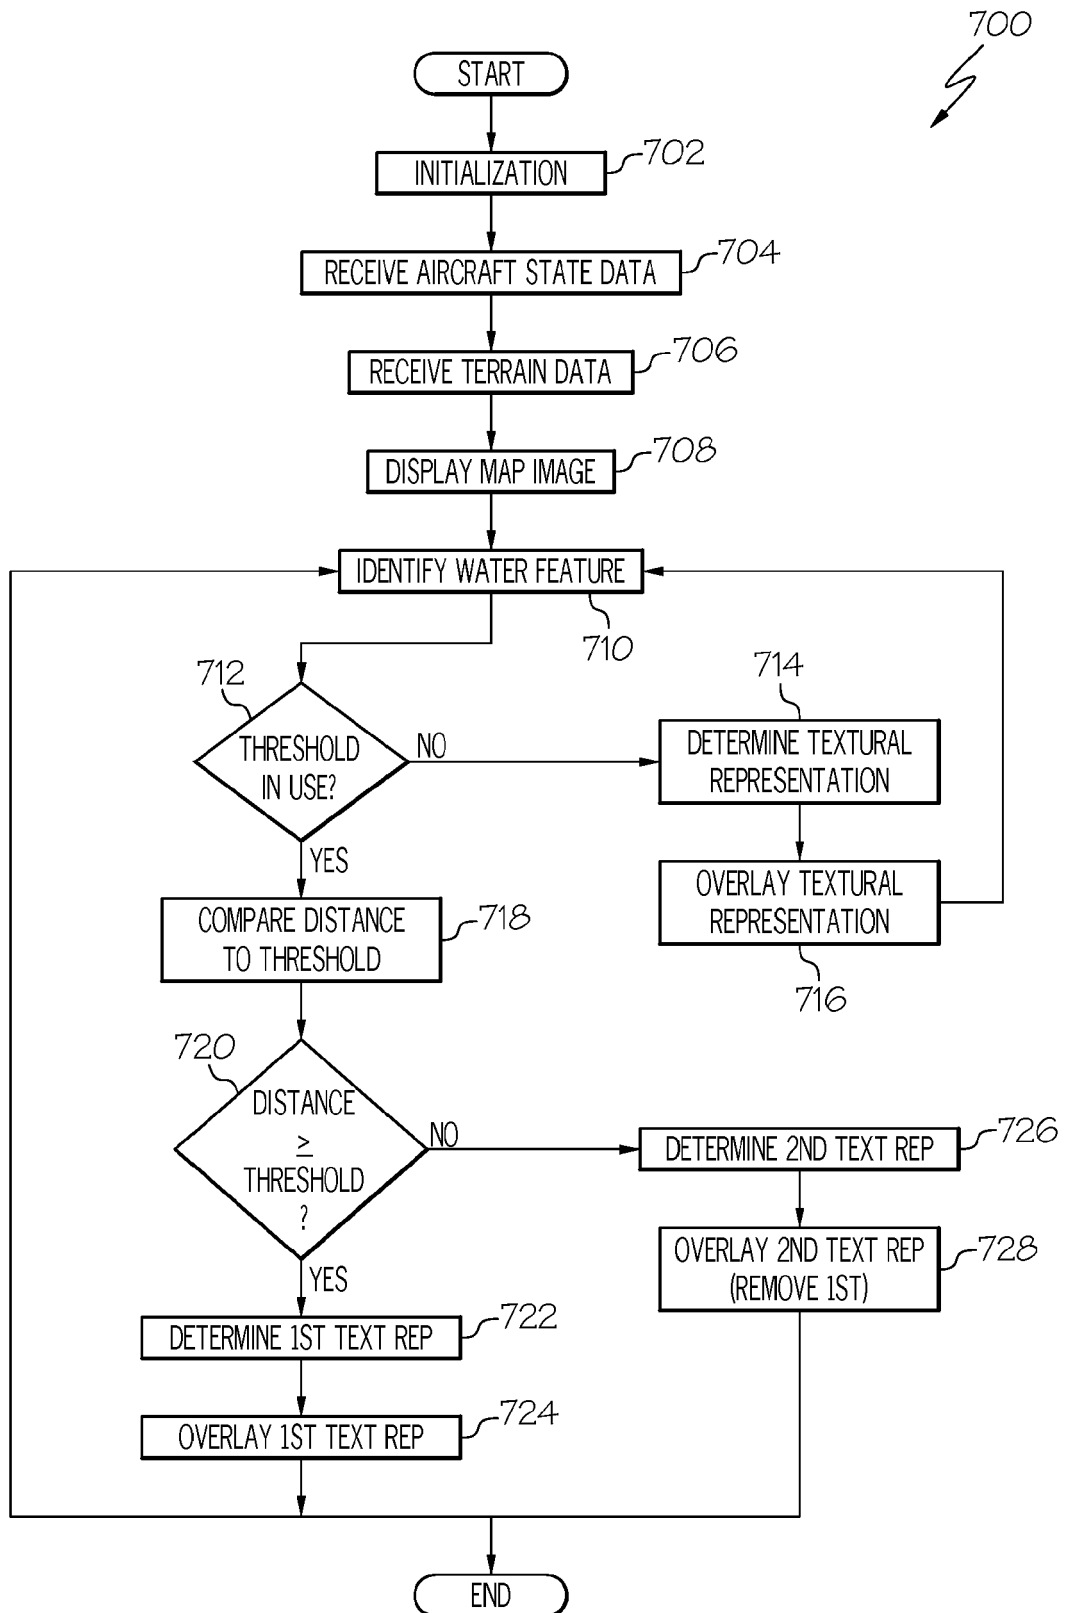 700
START
INITIALIZATION
702
RECEIVE AIRCRAFT STATE DATA
704
RECEIVE TERRAIN DATA
706
DISPLAY MAP IMAGE
708
IDENTIFY WATER FEATURE
710
712
THRESHOLD
IN USE?
NO
YES
714
DETERMINE TEXTURAL
REPRESENTATION
OVERLAY TEXTURAL
REPRESENTATION
716
COMPARE DISTANCE
TO THRESHOLD
718
720
DISTANCE
≥
THRESHOLD
?
NO
YES
DETERMINE 2ND TEXT REP
726
OVERLAY 2ND TEXT REP
(REMOVE 1ST)
728
DETERMINE 1ST TEXT REP
722
OVERLAY 1ST TEXT REP
724
END